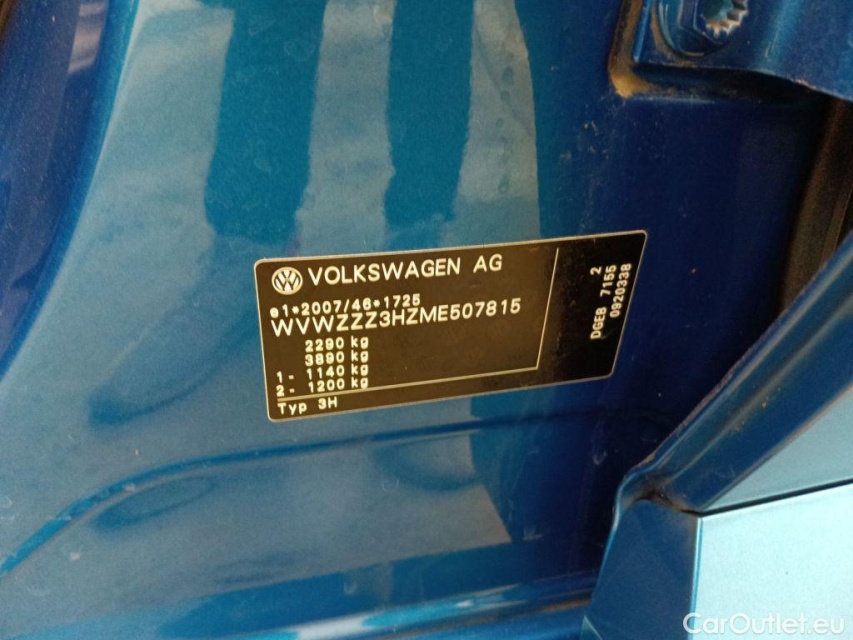 VOLKSWAGEN AG
e1*2007/46*1725
WVWZZZ3HZME507815
2290 kg
3890 kg
1- 1140 kg
2- 1200 kg
Typ 3H
2
DGEB 7155
0920338
CarOutlet.eu